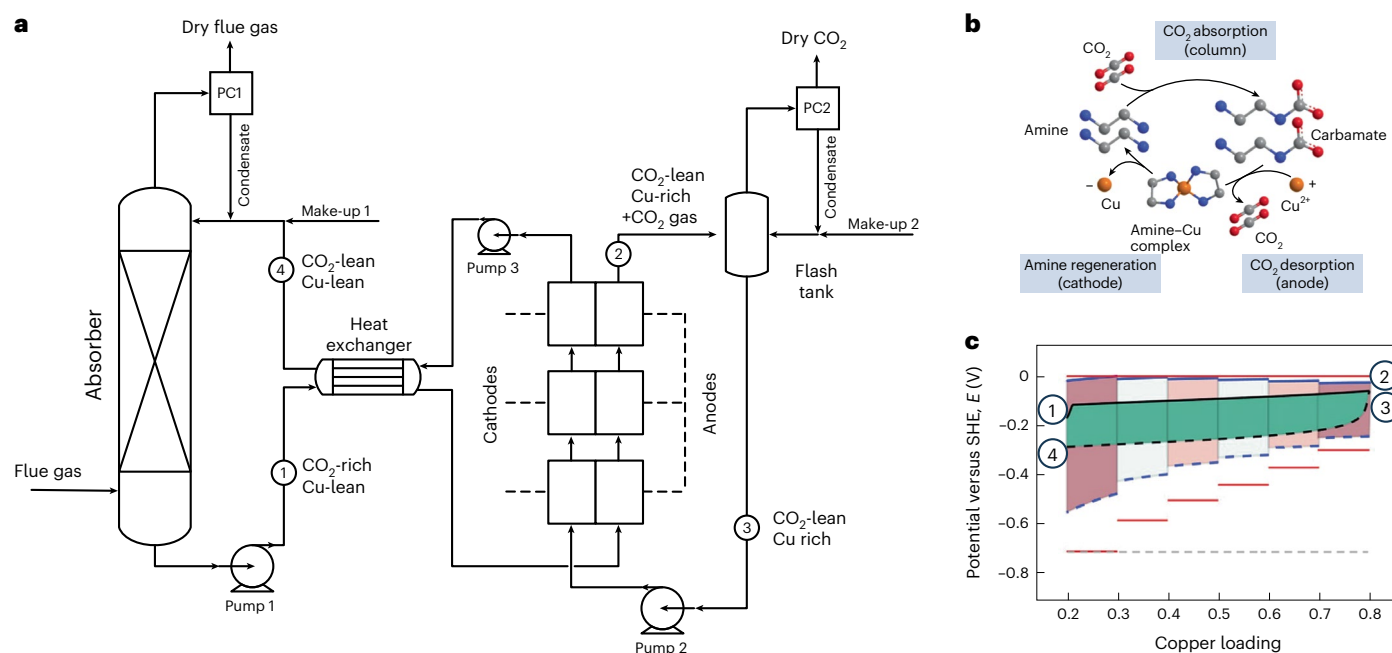 a
Dry flue gas
PC1
Condensate
Make-up 1
4
CO₂-lean
Cu-lean
Absorber
Heat
exchanger
Flue gas
1
CO₂-rich
Cu-lean
Pump 1
Pump 3
Cathodes
Anodes
CO₂-lean
Cu-rich
+CO₂ gas
2
Dry CO₂
PC2
Condensate
Make-up 2
Flash
tank
3
CO₂-lean
Cu rich
Pump 2
b
CO₂ absorption
(column)
CO₂
Amine
Carbamate
–
Cu
+
Cu²⁺
Amine–Cu
complex
CO₂
Amine regeneration
(cathode)
CO₂ desorption
(anode)
c
Potential versus SHE, E (V)
0
–0.2
–0.4
–0.6
–0.8
1
4
2
3
0.2 0.3 0.4 0.5 0.6 0.7 0.8
Copper loading